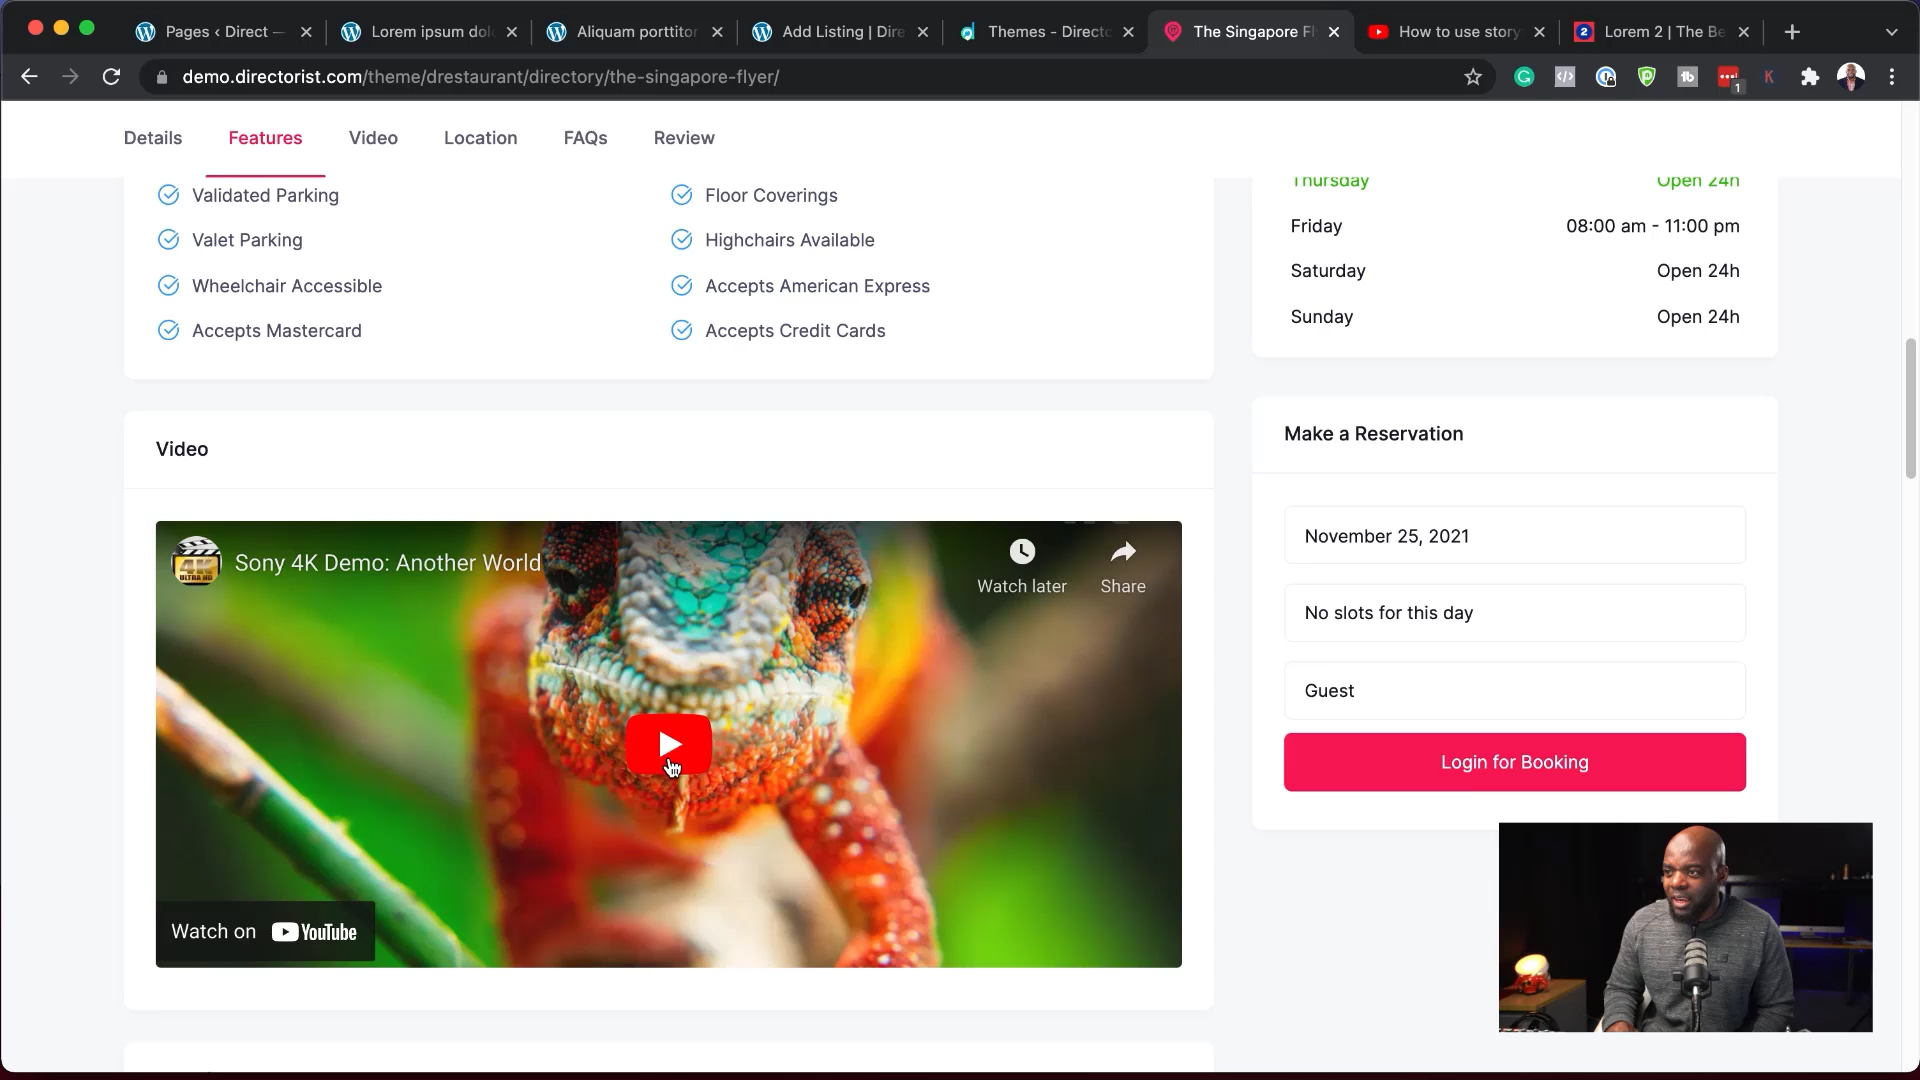 Pages ‹ Direct —
Lorem ipsum dol
Aliquam porttitor
Add Listing | Dire
Themes - Directo
The Singapore Fl
How to use story
Lorem 2 | The Be
demo.directorist.com/theme/drestaurant/directory/the-singapore-flyer/
Details
Features
Video
Location
FAQs
Review
Validated Parking
Floor Coverings
Valet Parking
Highchairs Available
Wheelchair Accessible
Accepts American Express
Accepts Mastercard
Accepts Credit Cards
Thursday Open 24h
Friday 08:00 am - 11:00 pm
Saturday Open 24h
Sunday Open 24h
Video
4K
ULTRA HD
Sony 4K Demo: Another World
Watch later
Share
Watch on YouTube
Make a Reservation
November 25, 2021
No slots for this day
Guest
Login for Booking